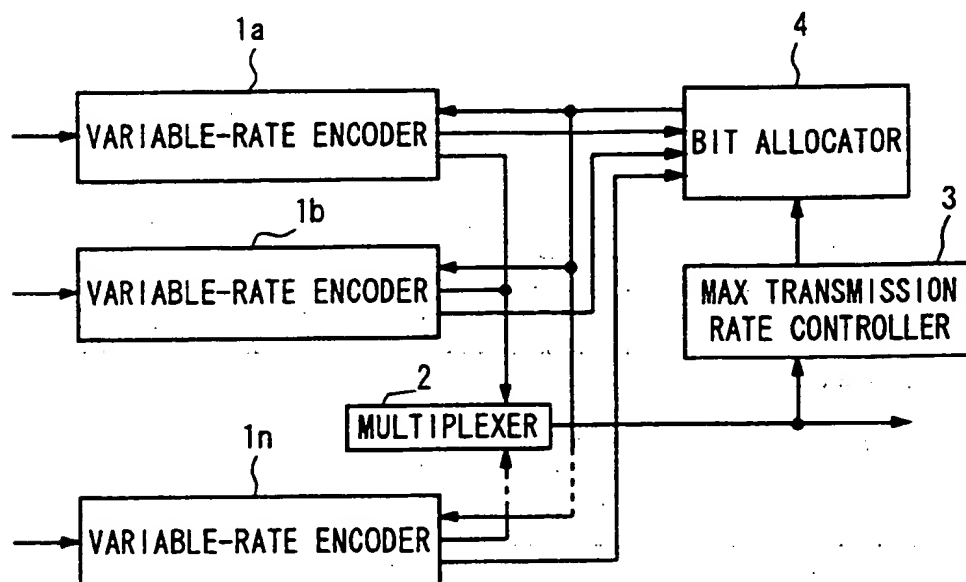 1a
VARIABLE-RATE ENCODER
4
BIT ALLOCATOR
1b
VARIABLE-RATE ENCODER
3
MAX TRANSMISSION
RATE CONTROLLER
2
MULTIPLEXER
1n
VARIABLE-RATE ENCODER